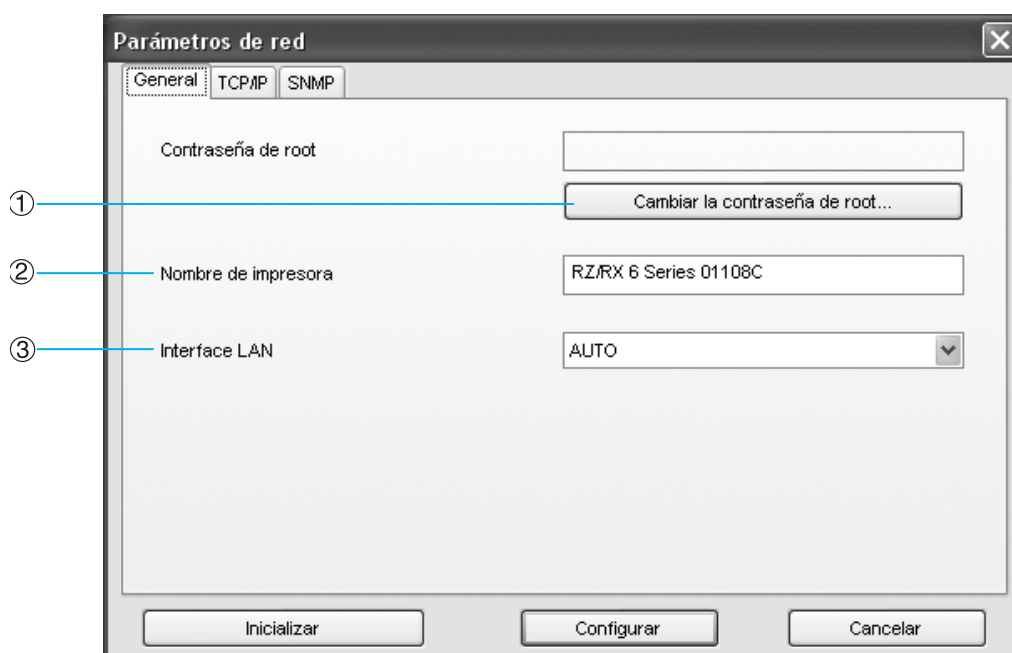 Parámetros de red
General TCP/IP SNMP
Contraseña de root
① Cambiar la contraseña de root...
② Nombre de impresora RZ/RX 6 Series 01108C
③ Interface LAN AUTO
Inicializar Configurar Cancelar